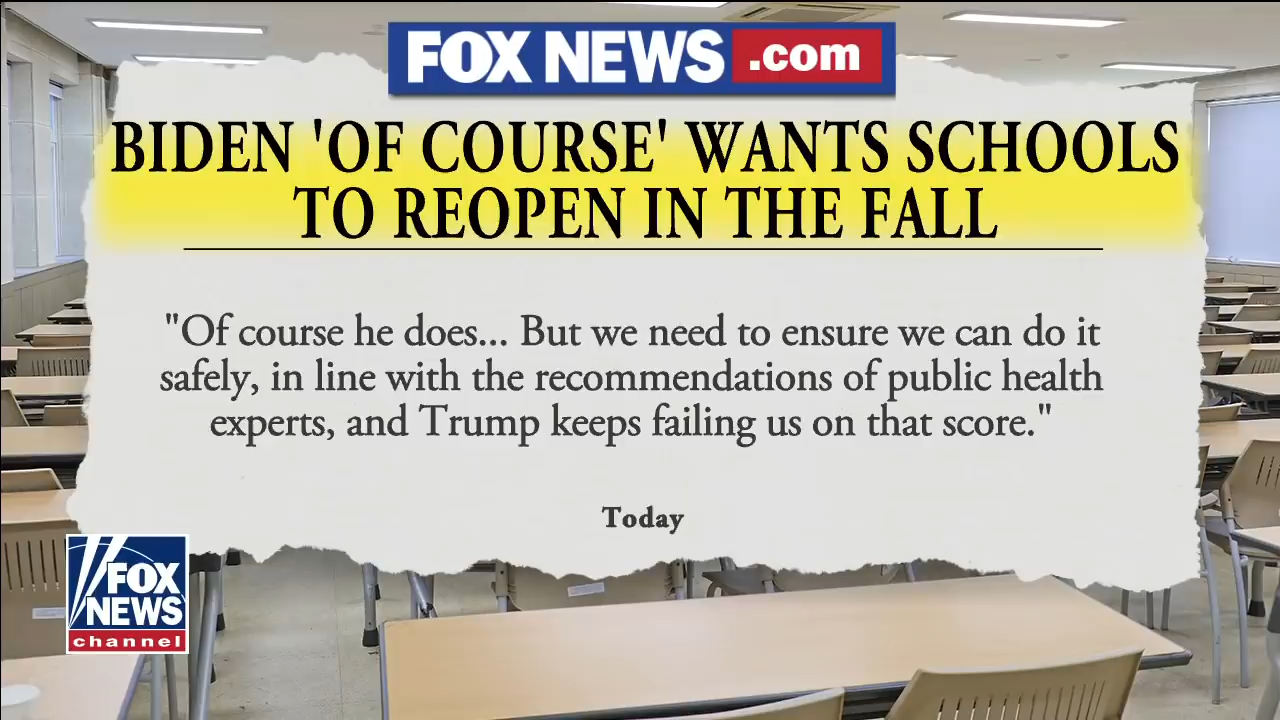 FOX NEWS .com
BIDEN 'OF COURSE' WANTS SCHOOLS
TO REOPEN IN THE FALL
"Of course he does... But we need to ensure we can do it
safely, in line with the recommendations of public health
experts, and Trump keeps failing us on that score."
Today
FOX
NEWS
channel